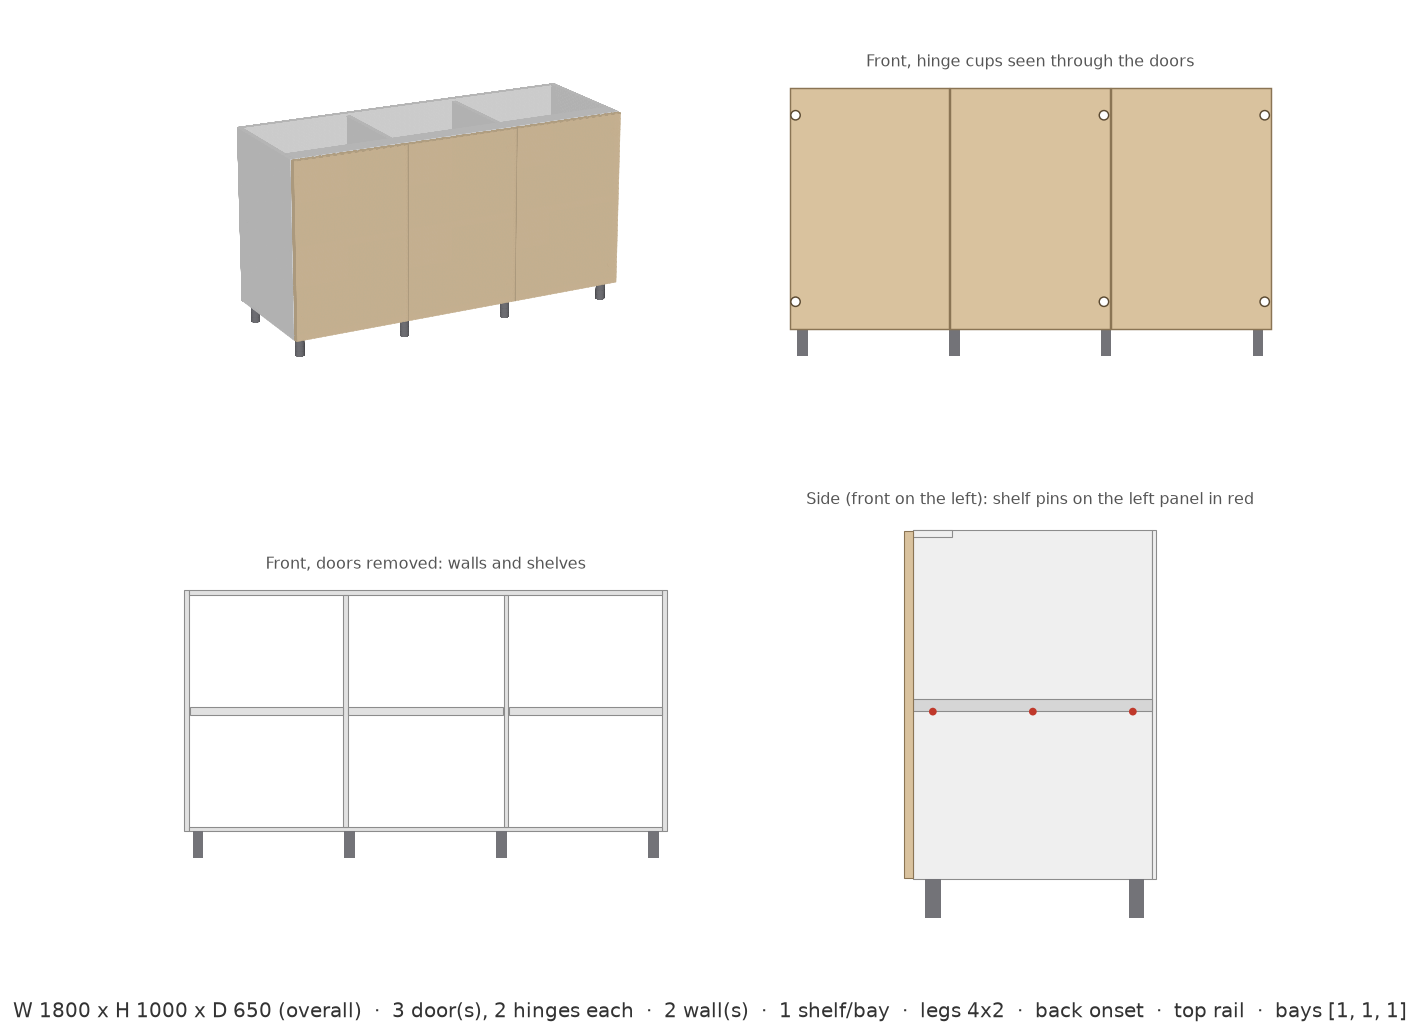 Front, hinge cups seen through the doors
Side (front on the left): shelf pins on the left panel in red
Front, doors removed: walls and shelves
W 1800 x H 1000 x D 650 (overall)  ·  3 door(s), 2 hinges each  ·  2 wall(s)  ·  1 shelf/bay  ·  legs 4x2  ·  back onset  ·  top rail  ·  bays [1, 1, 1]